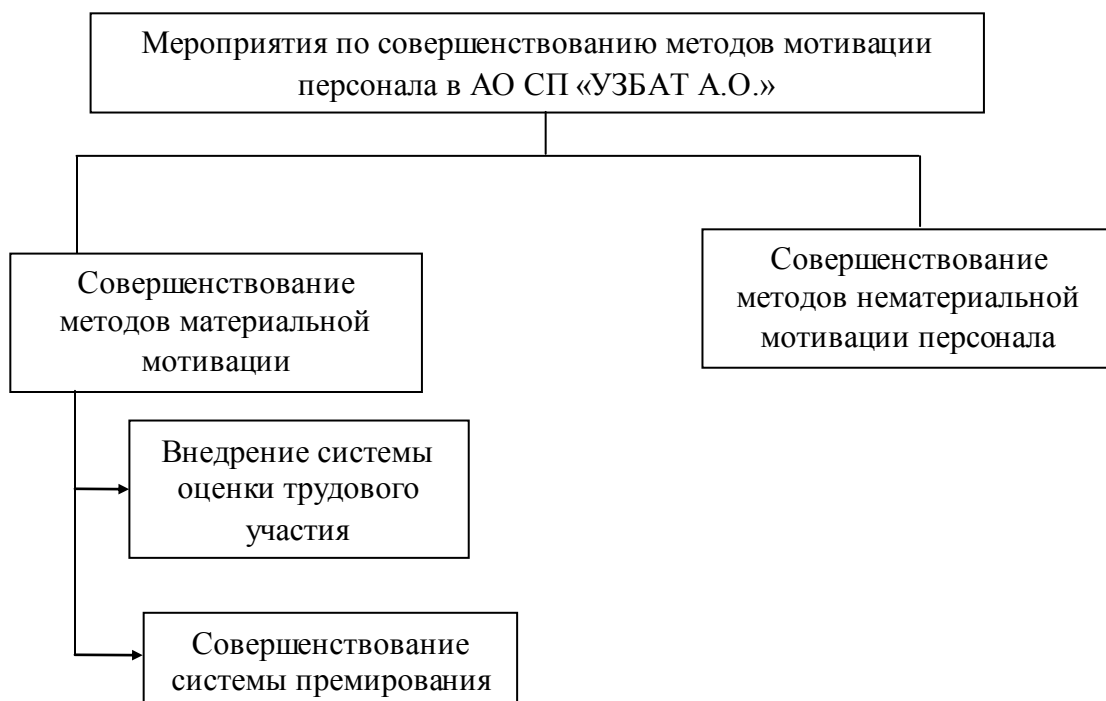 Мероприятия по совершенствованию методов мотивации
персонала в АО СП «УЗБАТ А.О.»
Совершенствование
методов материальной
мотивации
Совершенствование
методов нематериальной
мотивации персонала
Внедрение системы
оценки трудового
участия
Совершенствование
системы премирования